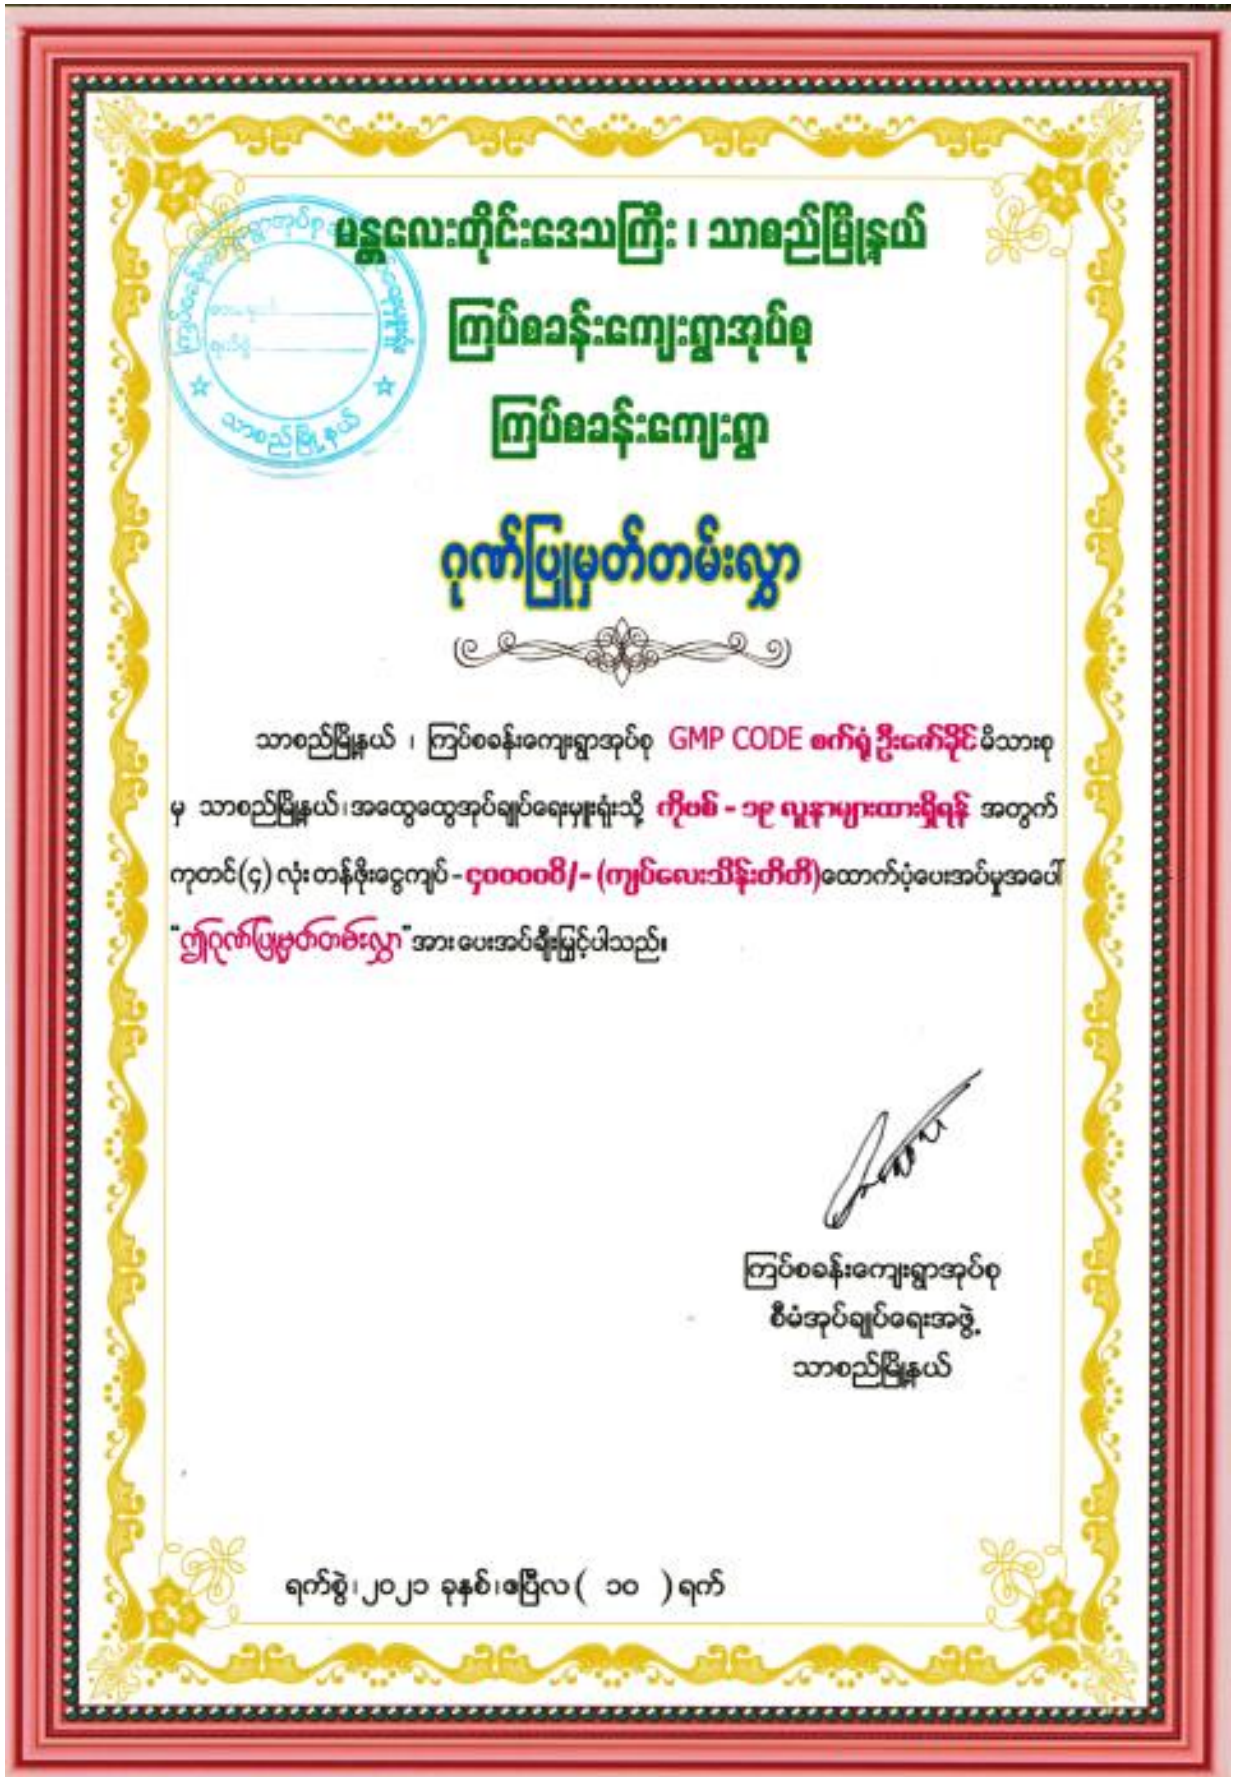 မန္တလေးတိုင်းဒေသကြီး ၊ သာစည်မြို့နယ်
ကြပ်စခန်းကျေးရွာအုပ်စု
ကြပ်စခန်းကျေးရွာ
သာစည်မြို့နယ်
ဂုဏ်ပြုမှတ်တမ်းလွှာ
သာစည်မြို့နယ် ၊ ကြပ်စခန်းကျေးရွာအုပ်စု GMP CODE စက်ရုံ ဦးဇော်ခိုင် မိသားစု
မှ သာစည်မြို့နယ်၊ အထွေထွေအုပ်ချုပ်ရေးမှူးရုံးသို့ ကိုဗစ် - ၁၉ လူနာများထားရှိရန် အတွက်
ကုတင်(၄) လုံး တန်ဖိုးငွေကျပ် - ၄၀၀၀၀၀ိ/- (ကျပ်လေးသိန်းတိတိ)ထောက်ပံ့ပေးအပ်မှုအပေါ်
"ဤဂုဏ်ပြုမှတ်တမ်းလွှာ"အား ပေးအပ်ချီးမြှင့်ပါသည်။
ကြပ်စခန်းကျေးရွာအုပ်စု
စီမံအုပ်ချုပ်ရေးအဖွဲ့
သာစည်မြို့နယ်
ရက်စွဲ၊ ၂၀၂၁ ခုနှစ်၊ ဧပြီလ ( ၁၀ ) ရက်